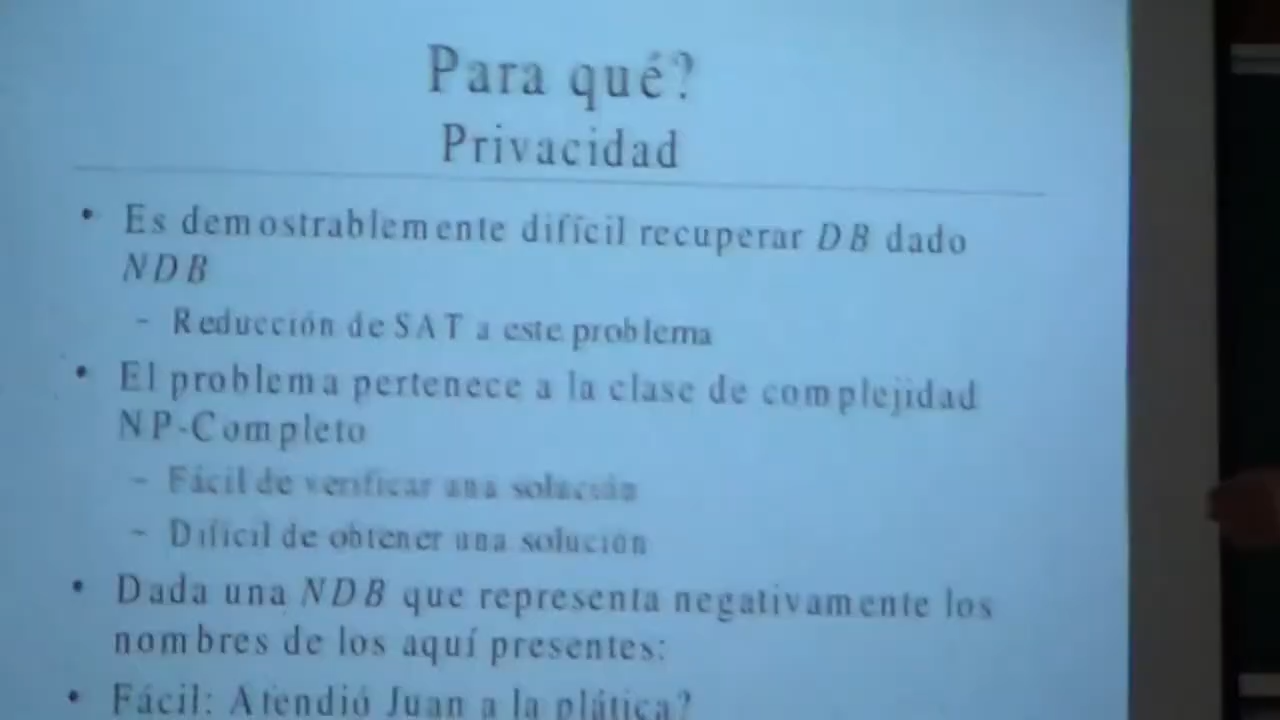 Para qué?
Privacidad
• Es demostrablemente difícil recuperar DB dado
NDB
– Reducción de SAT a este problema
• El problema pertenece a la clase de complejidad
NP-Completo
– Fácil de verificar una solución
– Difícil de obtener una solución
• Dada una NDB que representa negativamente los
nombres de los aquí presentes:
• Fácil: Atendió Juan a la plática?